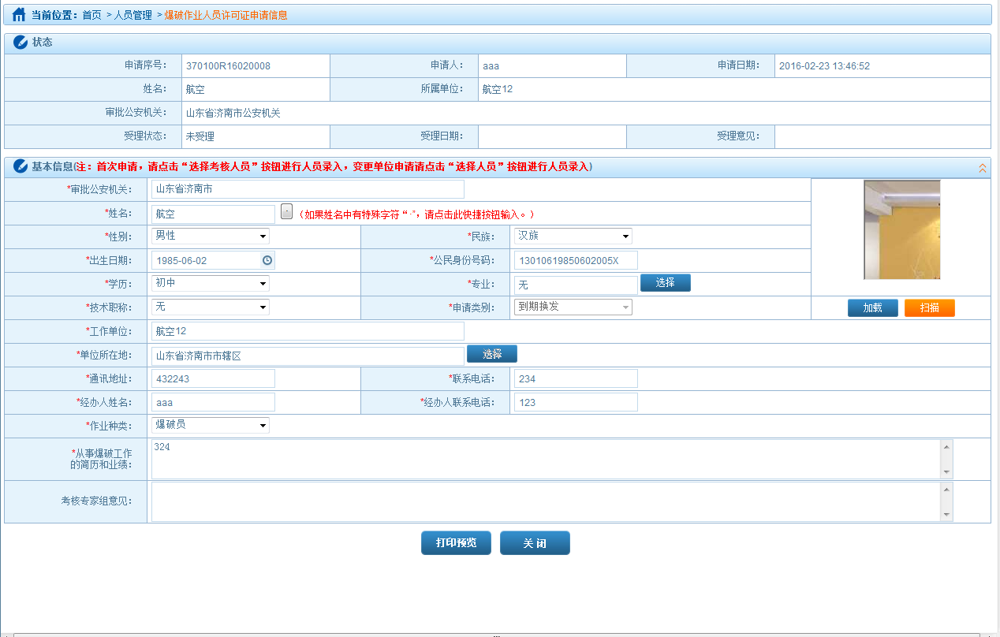 当前位置：首页 >人员管理 >爆破作业人员许可证申请信息
状态
申请序号： 370100R16020008 申请人： aaa 申请日期： 2016-02-23 13:46:52
姓名： 航空 所属单位： 航空12
审批公安机关： 山东省济南市公安机关
受理状态： 未受理 受理日期： 受理意见：
基本信息(注：首次申请，请点击“选择考核人员”按钮进行人员录入，变更单位申请请点击“选择人员”按钮进行人员录入)
*审批公安机关： 山东省济南市
*姓名： 航空 · （如果姓名中有特殊字符“·”，请点击此快捷按钮输入。）
*性别： 男性 *民族： 汉族
*出生日期： 1985-06-02 *公民身份号码： 13010619850602005X
*学历： 初中 *专业： 无 选择
*技术职称： 无 *申请类别： 到期换发 加载 扫描
*工作单位： 航空12
*单位所在地： 山东省济南市市辖区 选择
*通讯地址： 432243 *联系电话： 234
*经办人姓名： aaa *经办人联系电话： 123
*作业种类： 爆破员
*从事爆破工作
的简历和业绩： 324
考核专家组意见：
打印预览 关 闭